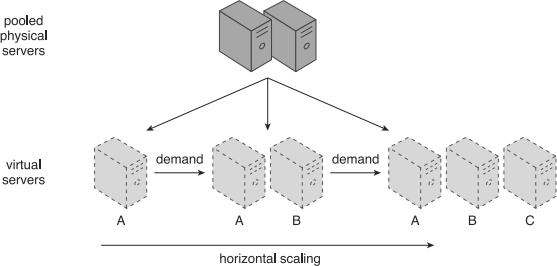 pooled
physical
servers
virtual
servers
demand
demand
A
A
B
A
B
C
horizontal scaling